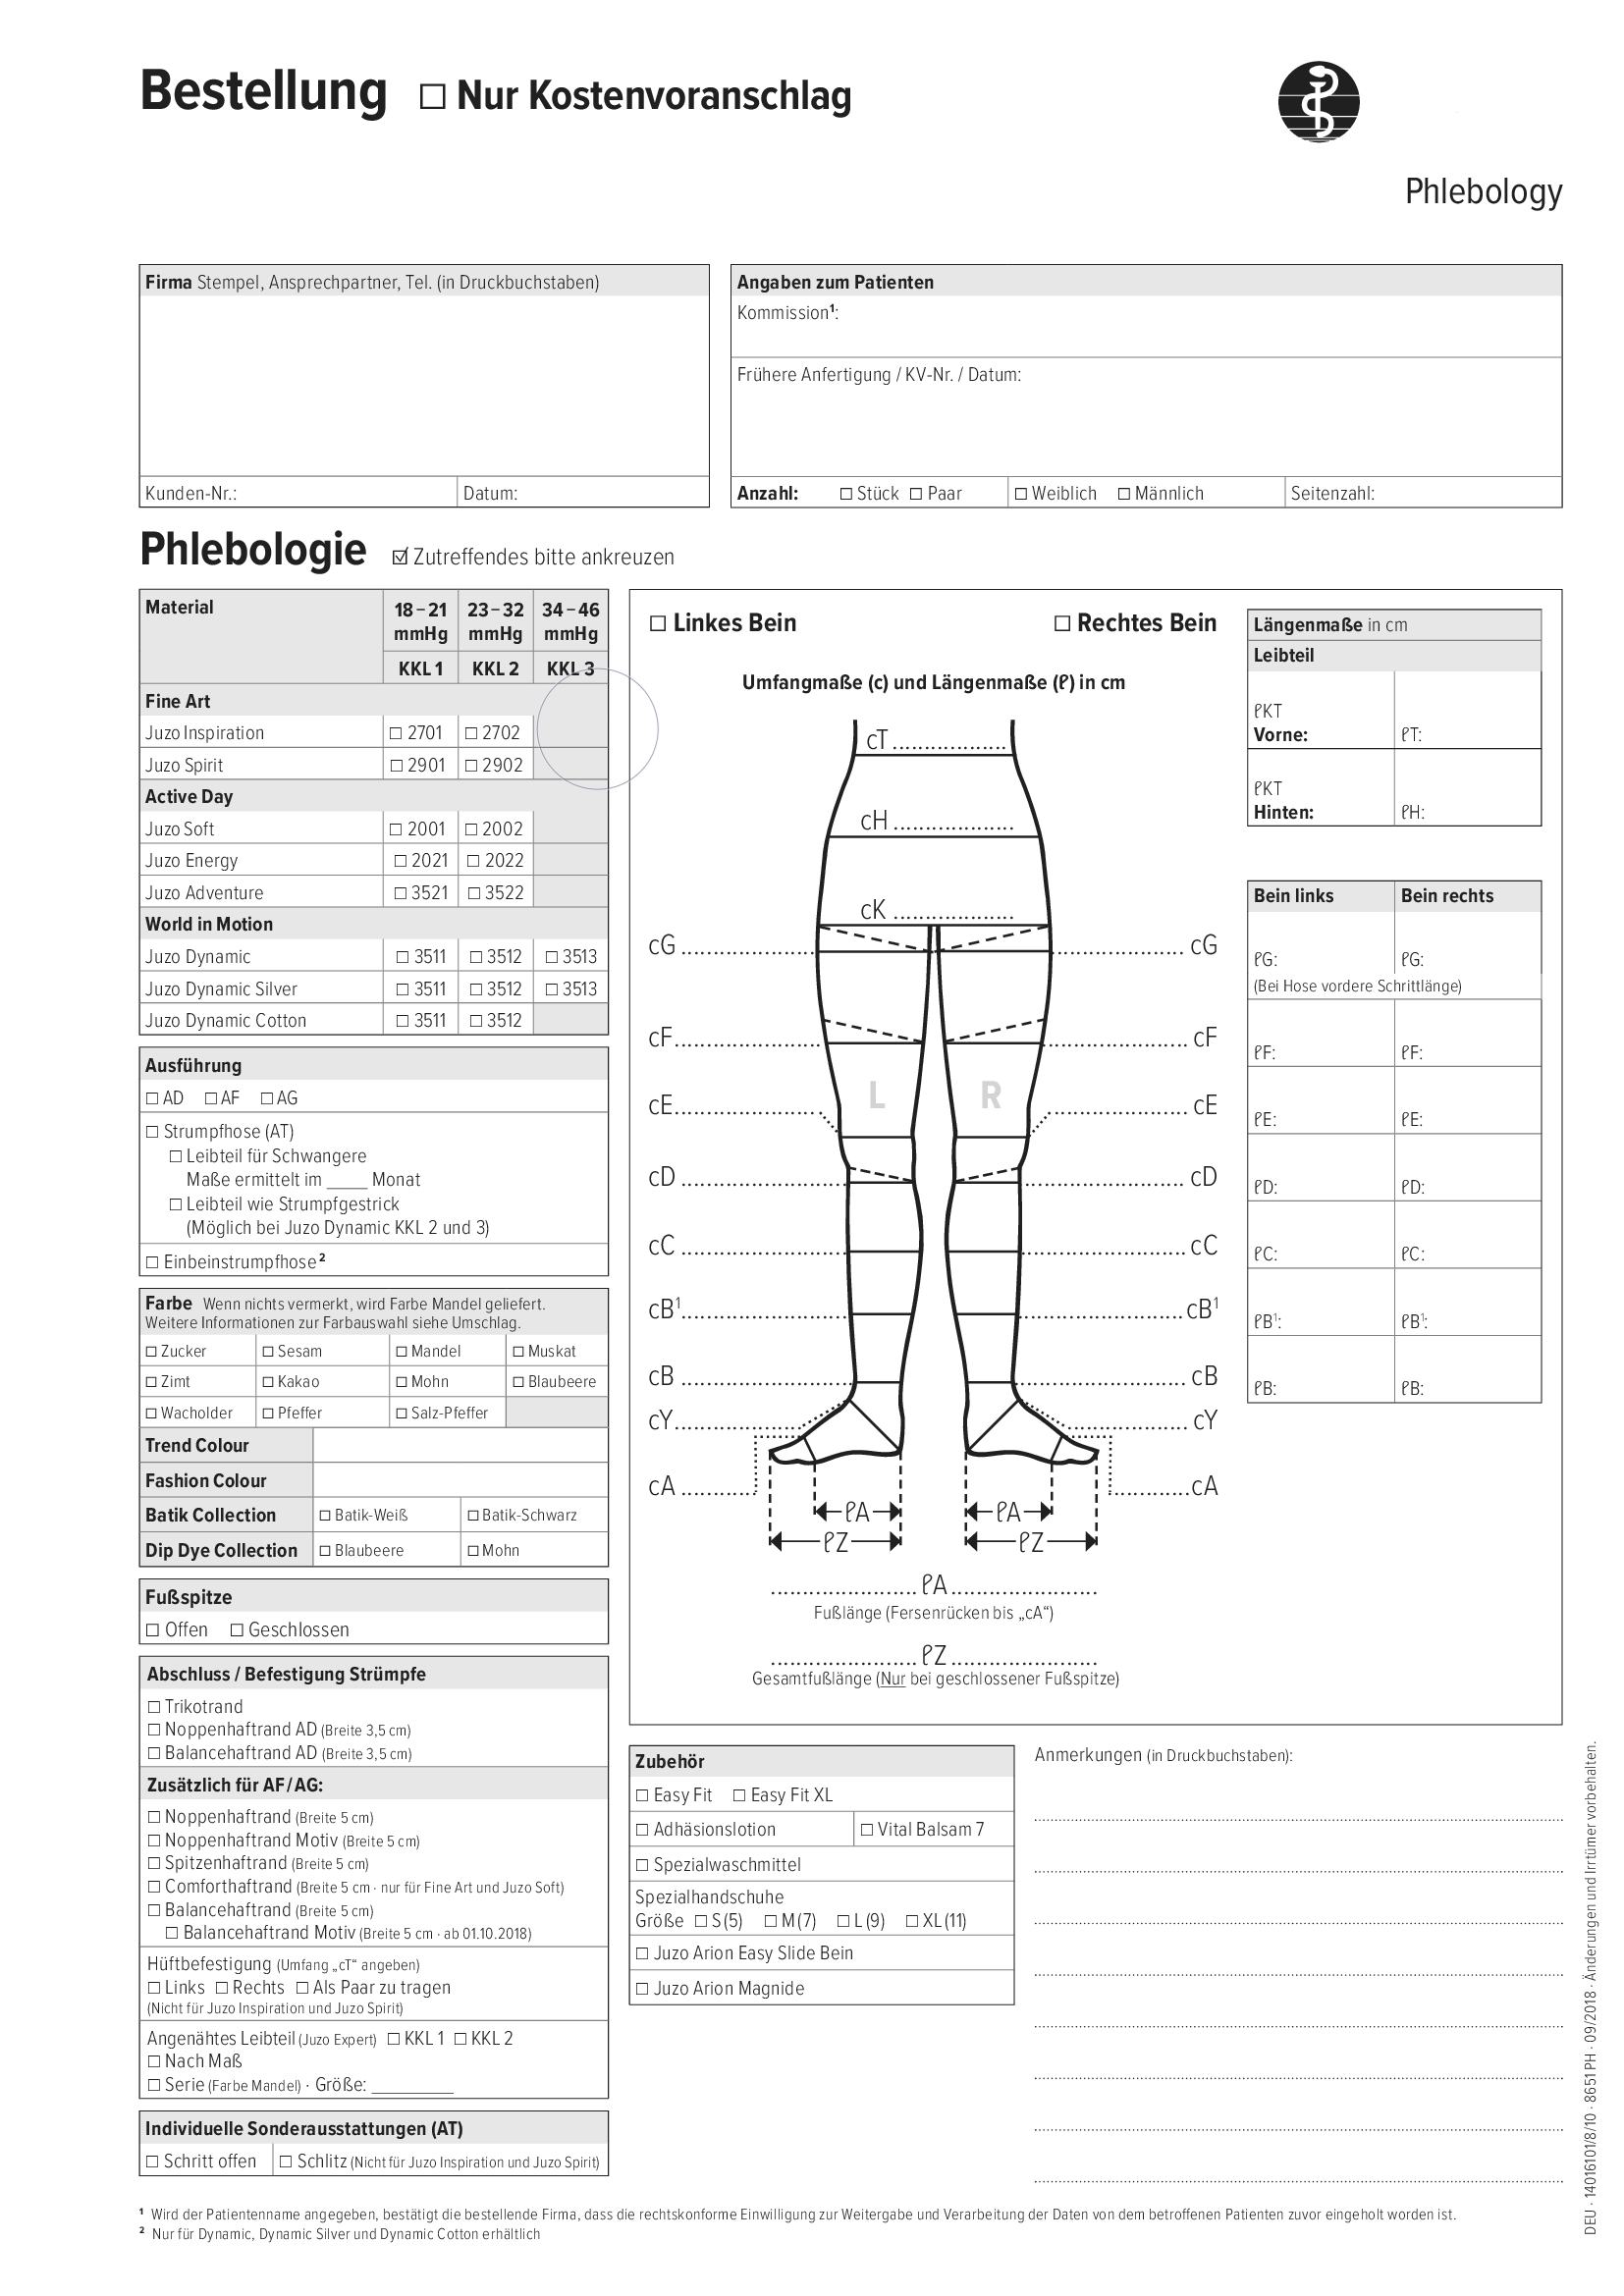 Bestellung ☐ Nur Kostenvoranschlag
Phlebology
Firma Stempel, Ansprechpartner, Tel. (in Druckbuchstaben)
Kunden-Nr.: Datum:
Angaben zum Patienten
Kommission¹:
Frühere Anfertigung / KV-Nr. / Datum:
Anzahl: ☐ Stück ☐ Paar ☐ Weiblich ☐ Männlich Seitenzahl:
Phlebologie ☑ Zutreffendes bitte ankreuzen
Material 18–21 mmHg 23–32 mmHg 34–46 mmHg
KKL 1 KKL 2 KKL 3
Fine Art
Juzo Inspiration ☐ 2701 ☐ 2702
Juzo Spirit ☐ 2901 ☐ 2902
Active Day
Juzo Soft ☐ 2001 ☐ 2002
Juzo Energy ☐ 2021 ☐ 2022
Juzo Adventure ☐ 3521 ☐ 3522
World in Motion
Juzo Dynamic ☐ 3511 ☐ 3512 ☐ 3513
Juzo Dynamic Silver ☐ 3511 ☐ 3512 ☐ 3513
Juzo Dynamic Cotton ☐ 3511 ☐ 3512
Ausführung
☐ AD ☐ AF ☐ AG
☐ Strumpfhose (AT)
☐ Leibteil für Schwangere
Maße ermittelt im ____ Monat
☐ Leibteil wie Strumpfgestrick
(Möglich bei Juzo Dynamic KKL 2 und 3)
☐ Einbeinstrumpfhose²
Farbe Wenn nichts vermerkt, wird Farbe Mandel geliefert.
Weitere Informationen zur Farbauswahl siehe Umschlag.
☐ Zucker ☐ Sesam ☐ Mandel ☐ Muskat
☐ Zimt ☐ Kakao ☐ Mohn ☐ Blaubeere
☐ Wacholder ☐ Pfeffer ☐ Salz-Pfeffer
Trend Colour
Fashion Colour
Batik Collection ☐ Batik-Weiß ☐ Batik-Schwarz
Dip Dye Collection ☐ Blaubeere ☐ Mohn
Fußspitze
☐ Offen ☐ Geschlossen
Abschluss / Befestigung Strümpfe
☐ Trikotrand
☐ Noppenhaftrand AD (Breite 3,5 cm)
☐ Balancehaftrand AD (Breite 3,5 cm)
Zusätzlich für AF/AG:
☐ Noppenhaftrand (Breite 5 cm)
☐ Noppenhaftrand Motiv (Breite 5 cm)
☐ Spitzenhaftrand (Breite 5 cm)
☐ Comforthaftrand (Breite 5 cm · nur für Fine Art und Juzo Soft)
☐ Balancehaftrand (Breite 5 cm)
☐ Balancehaftrand Motiv (Breite 5 cm · ab 01.10.2018)
Hüftbefestigung (Umfang „cT“ angeben)
☐ Links ☐ Rechts ☐ Als Paar zu tragen
(Nicht für Juzo Inspiration und Juzo Spirit)
Angenähtes Leibteil (Juzo Expert) ☐ KKL 1 ☐ KKL 2
☐ Nach Maß
☐ Serie (Farbe Mandel) · Größe: ________
Individuelle Sonderausstattungen (AT)
☐ Schritt offen ☐ Schlitz (Nicht für Juzo Inspiration und Juzo Spirit)
☐ Linkes Bein ☐ Rechtes Bein
Umfangmaße (c) und Längenmaße (ℓ) in cm
cT
cH
cK
cG cG
cF cF
L R
cE cE
cD cD
cC cC
cB¹ cB¹
cB cB
cY cY
cA cA
ℓA ℓA
ℓZ ℓZ
ℓA
Fußlänge (Fersenrücken bis „cA“)
ℓZ
Gesamtfußlänge (Nur bei geschlossener Fußspitze)
Längenmaße in cm
Leibteil
ℓKT
Vorne: ℓT:
ℓKT
Hinten: ℓH:
Bein links Bein rechts
ℓG: ℓG:
(Bei Hose vordere Schrittlänge)
ℓF: ℓF:
ℓE: ℓE:
ℓD: ℓD:
ℓC: ℓC:
ℓB¹: ℓB¹:
ℓB: ℓB:
Zubehör
☐ Easy Fit ☐ Easy Fit XL
☐ Adhäsionslotion ☐ Vital Balsam 7
☐ Spezialwaschmittel
Spezialhandschuhe
Größe ☐ S (5) ☐ M (7) ☐ L (9) ☐ XL (11)
☐ Juzo Arion Easy Slide Bein
☐ Juzo Arion Magnide
Anmerkungen (in Druckbuchstaben):
¹ Wird der Patientenname angegeben, bestätigt die bestellende Firma, dass die rechtskonforme Einwilligung zur Weitergabe und Verarbeitung der Daten von dem betroffenen Patienten zuvor eingeholt worden ist.
² Nur für Dynamic, Dynamic Silver und Dynamic Cotton erhältlich
DEU · 14016101/8/10 · 8651 PH · 09/2018 · Änderungen und Irrtümer vorbehalten.